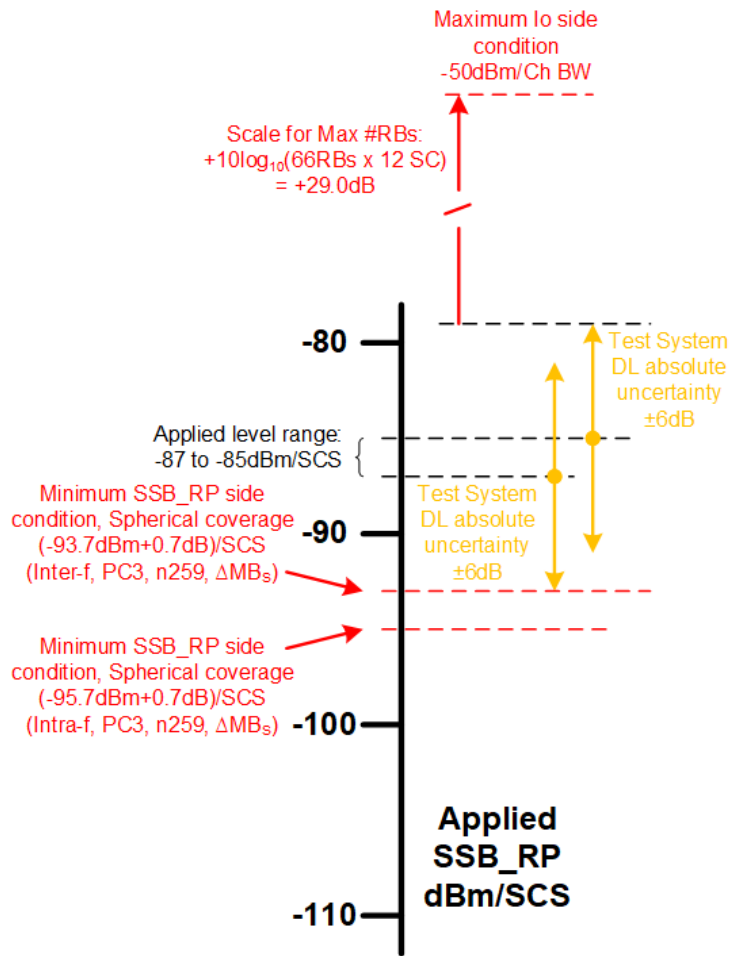 Maximum Io side
condition
-50dBm/Ch BW
Scale for Max #RBs:
+10log₁₀(66RBs x 12 SC)
= +29.0dB
-80
Test System
DL absolute
uncertainty
±6dB
Applied level range:
-87 to -85dBm/SCS
Minimum SSB_RP side
condition, Spherical coverage
(-93.7dBm+0.7dB)/SCS
(Inter-f, PC3, n259, ΔMBₛ)
-90
Test System
DL absolute
uncertainty
±6dB
Minimum SSB_RP side
condition, Spherical coverage
(-95.7dBm+0.7dB)/SCS
(Intra-f, PC3, n259, ΔMBₛ)
-100
Applied
SSB_RP
dBm/SCS
-110